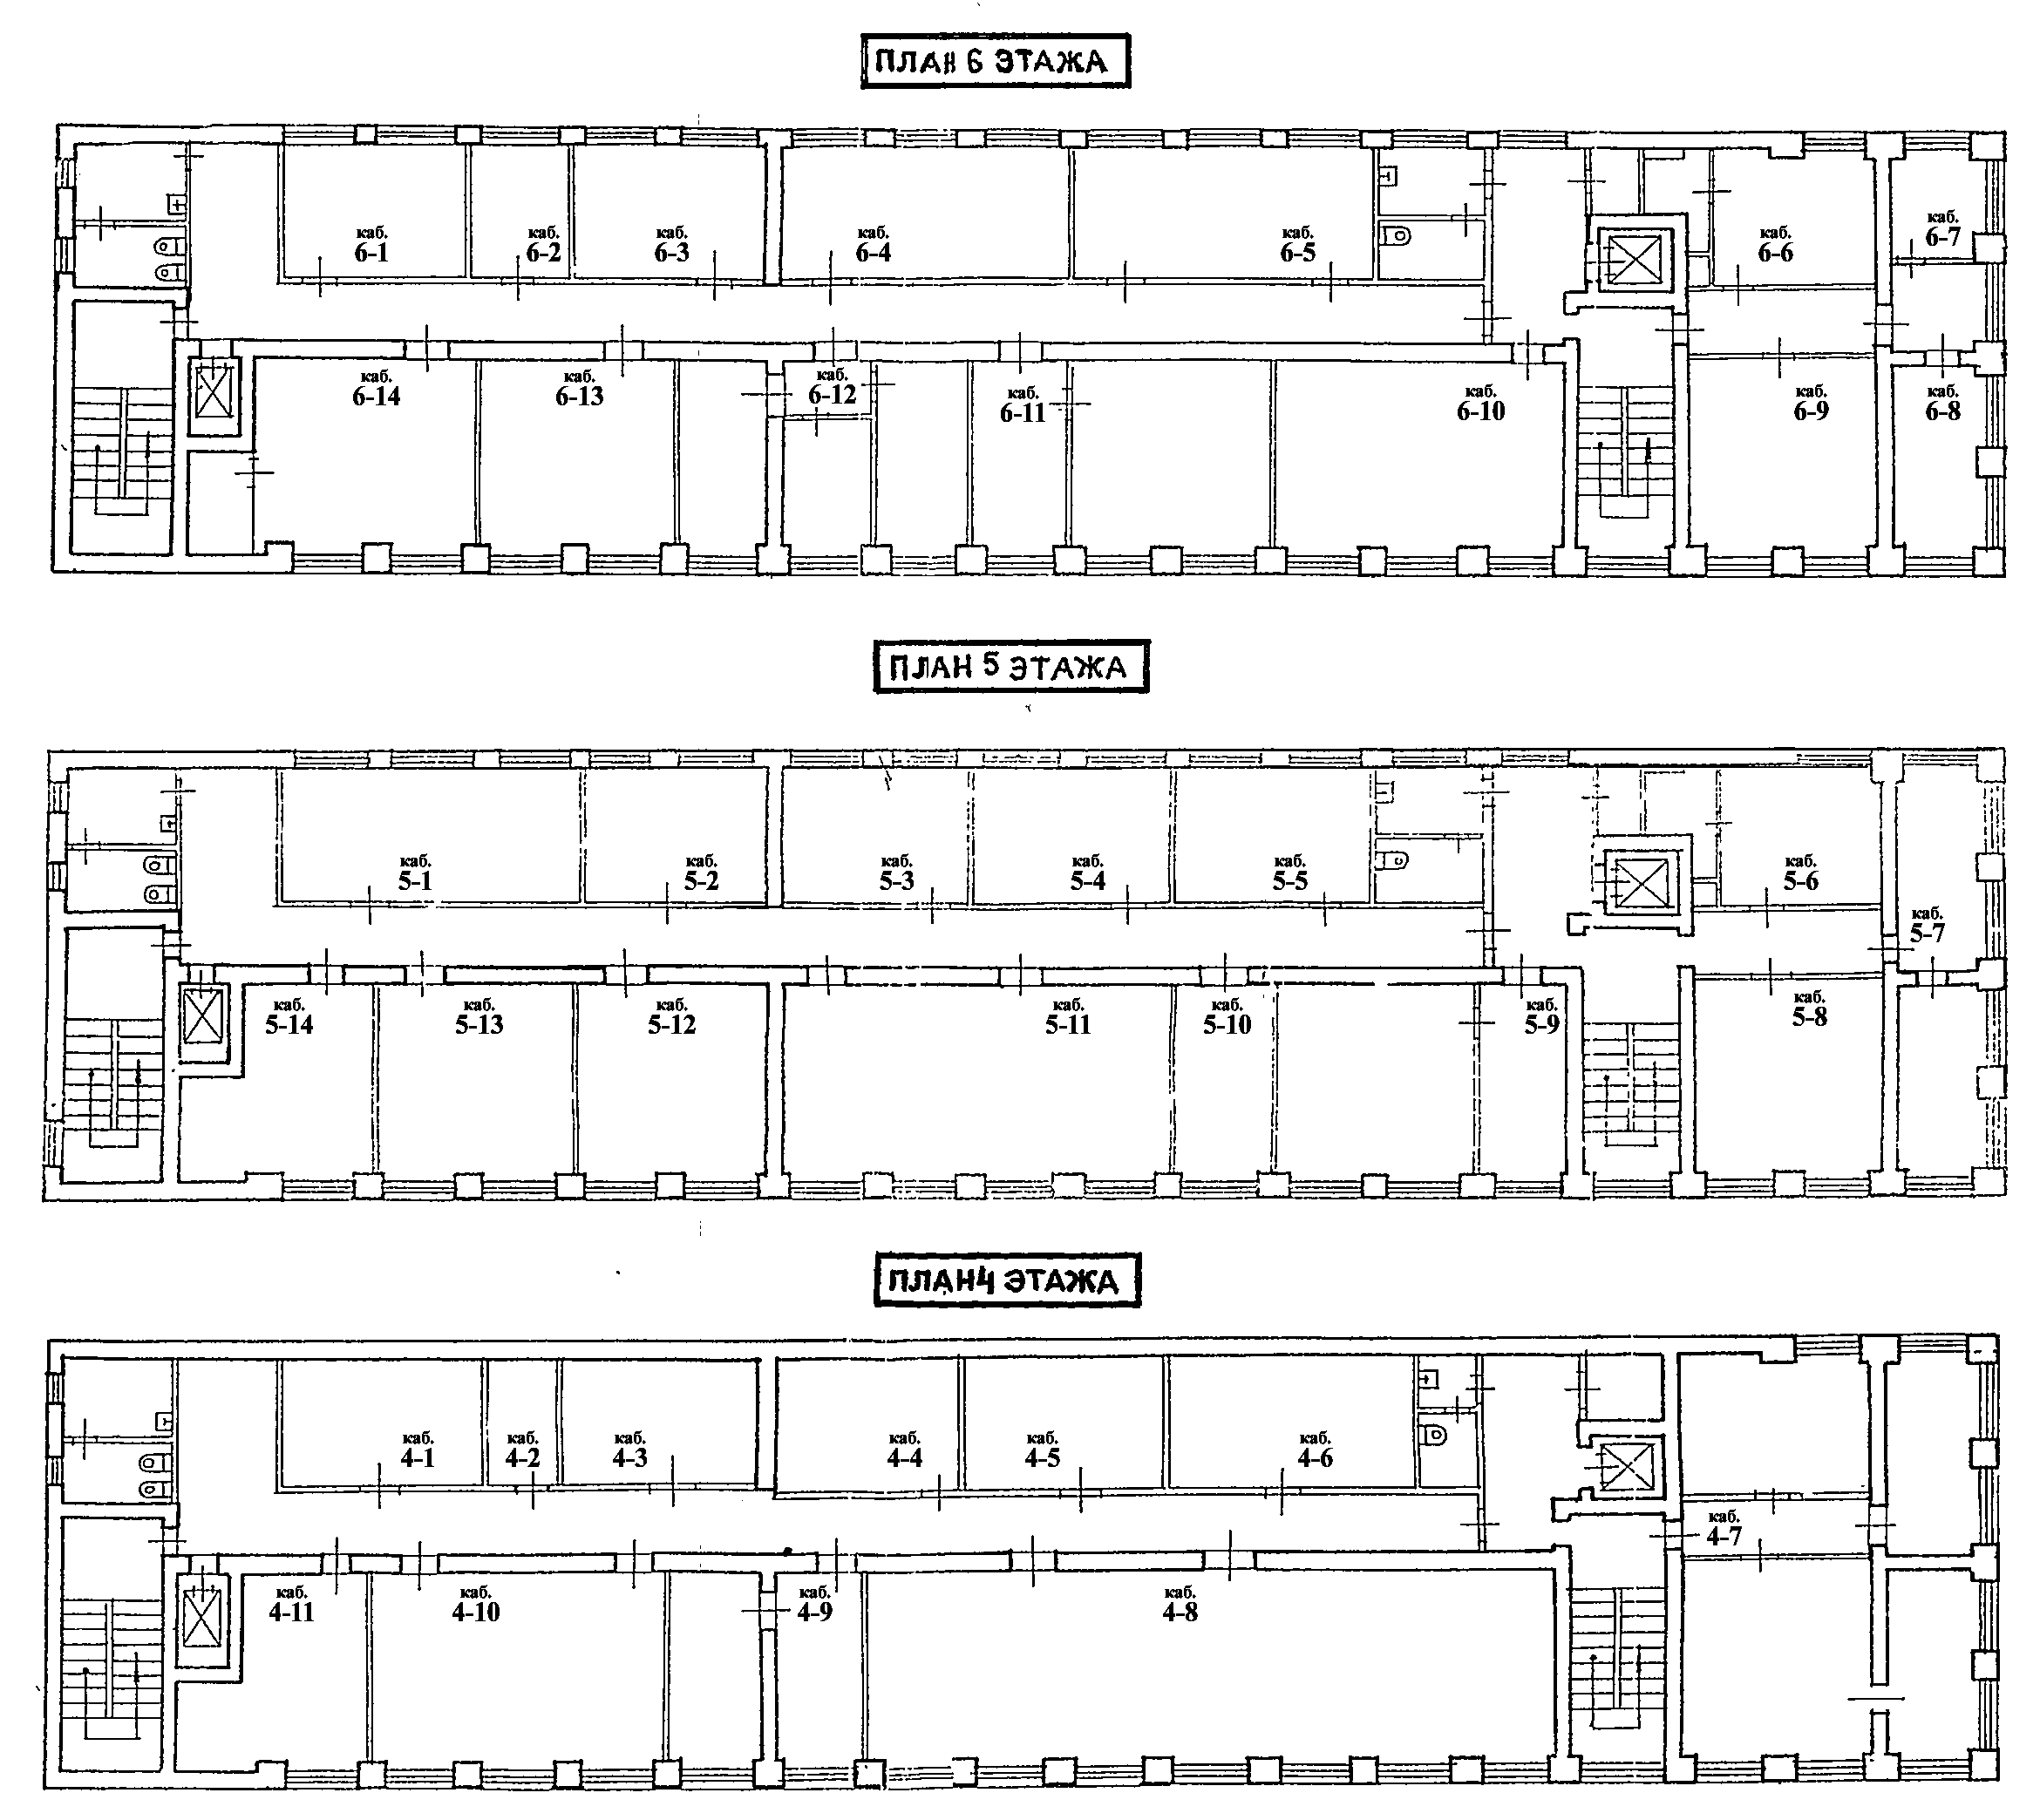 ПЛАН 6 ЭТАЖА
каб.
6-1
каб.
6-2
каб.
6-3
каб.
6-4
каб.
6-5
каб.
6-6
каб.
6-7
каб.
6-14
каб.
6-13
каб.
6-12
каб.
6-11
каб.
6-10
каб.
6-9
каб.
6-8
ПЛАН 5 ЭТАЖА
каб.
5-1
каб.
5-2
каб.
5-3
каб.
5-4
каб.
5-5
каб.
5-6
каб.
5-7
каб.
5-14
каб.
5-13
каб.
5-12
каб.
5-11
каб.
5-10
каб.
5-9
каб.
5-8
ПЛАН 4 ЭТАЖА
каб.
4-1
каб.
4-2
каб.
4-3
каб.
4-4
каб.
4-5
каб.
4-6
каб.
4-7
каб.
4-11
каб.
4-10
каб.
4-9
каб.
4-8